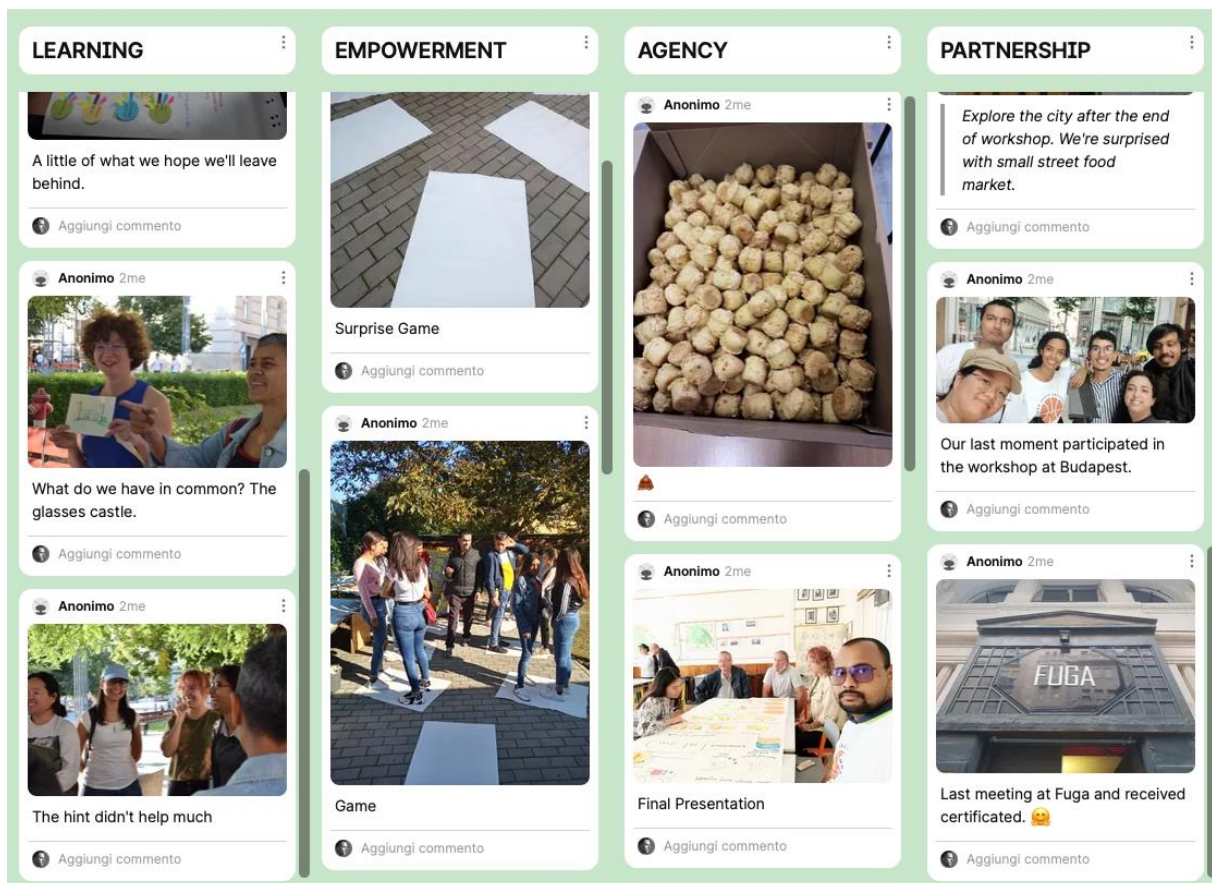 LEARNING
A little of what we hope we'll leave
behind.
Aggiungi commento
Anonimo 2me
What do we have in common? The
glasses castle.
Aggiungi commento
Anonimo 2me
The hint didn't help much
Aggiungi commento
EMPOWERMENT
Surprise Game
Aggiungi commento
Anonimo 2me
Game
Aggiungi commento
AGENCY
Anonimo 2me
Aggiungi commento
Anonimo 2me
Final Presentation
Aggiungi commento
PARTNERSHIP
Explore the city after the end
of workshop. We're surprised
with small street food
market.
Aggiungi commento
Anonimo 2me
Our last moment participated in
the workshop at Budapest.
Aggiungi commento
Anonimo 2me
FUGA
Last meeting at Fuga and received
certificated. 🤗
Aggiungi commento